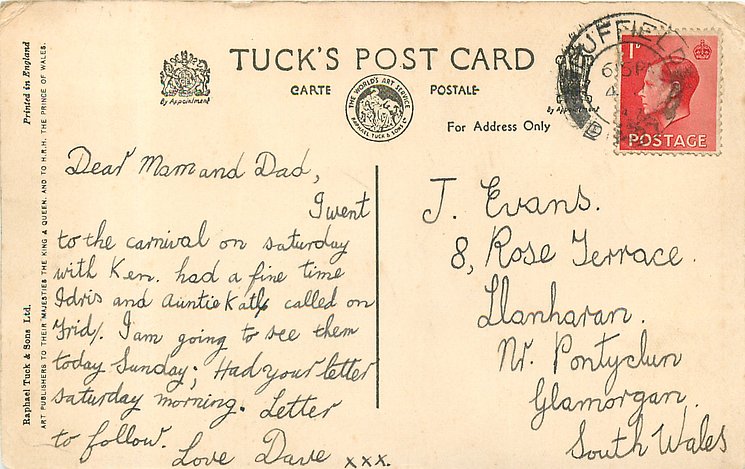 TUCK'S POST CARD
CARTE POSTALE
By Appointment
THE WORLD'S ART SERVICE
RAPHAEL TUCK & SONS LTD
By Appointment
For Address Only
POSTAGE
Printed in England
Raphael Tuck & Sons Ltd.
ART PUBLISHERS TO THEIR MAJESTIES THE KING & QUEEN, AND TO H.R.H. THE PRINCE OF WALES.
Dear Mam and Dad,
I went
to the carnival on saturday
with Ken. had a fine time
Idris and Auntie Kath called on
Frid/. I am going to see them
today Sunday; Had your letter
saturday morning. Letter
to follow.
Love Dave xxx.
J. Evans.
8, Rose Terrace.
Llanharan.
Nr. Pontyclun
Glamorgan.
South Wales